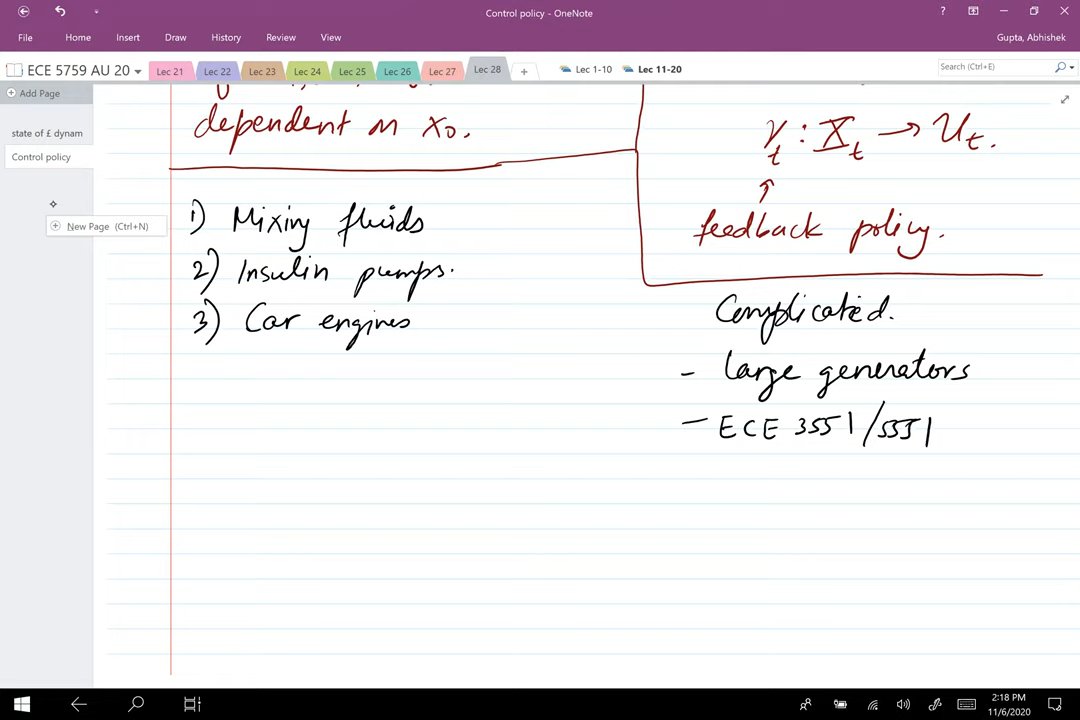 Control policy - OneNote
?
File Home Insert Draw History Review View
Gupta, Abhishek
ECE 5759 AU 20
Lec 21 Lec 22 Lec 23 Lec 24 Lec 25 Lec 26 Lec 27 Lec 28
Lec 1-10 Lec 11-20
Search (Ctrl+E)
Add Page
state of £ dynam
Control policy
New Page (Ctrl+N)
dependent on x₀.
1) Mixing fluids
2) Insulin pumps.
3) Car engines
γₜ : Xₜ → Uₜ.
feedback policy.
Complicated.
- large generators
- ECE 3551/5551
2:18 PM
11/6/2020